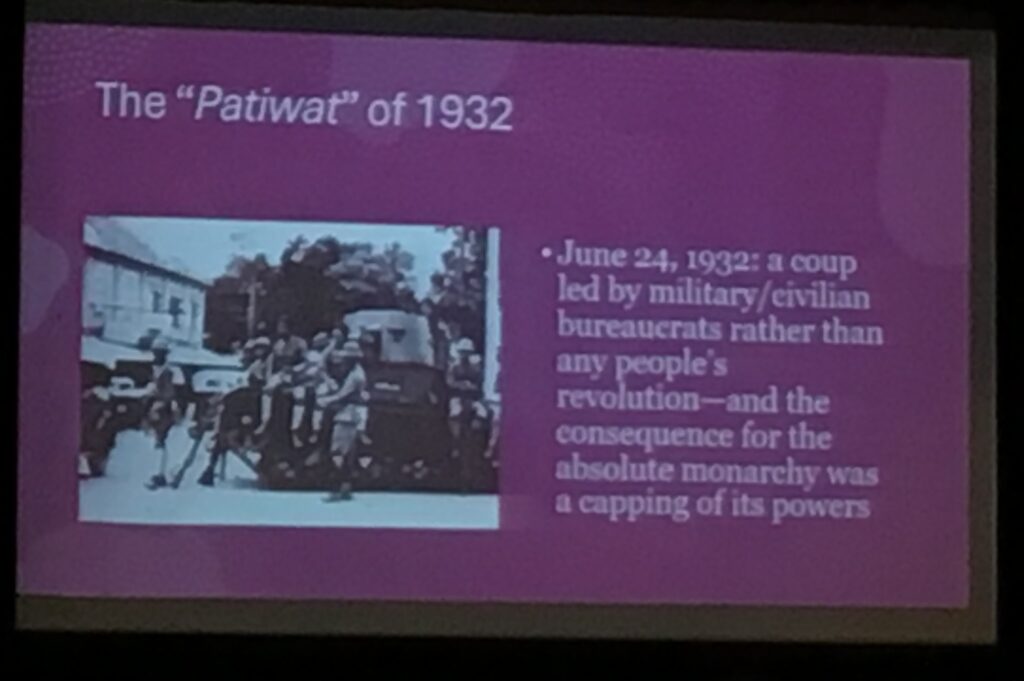 The “Patiwat” of 1932
• June 24, 1932: a coup
led by military/civilian
bureaucrats rather than
any people's
revolution—and the
consequence for the
absolute monarchy was
a capping of its powers